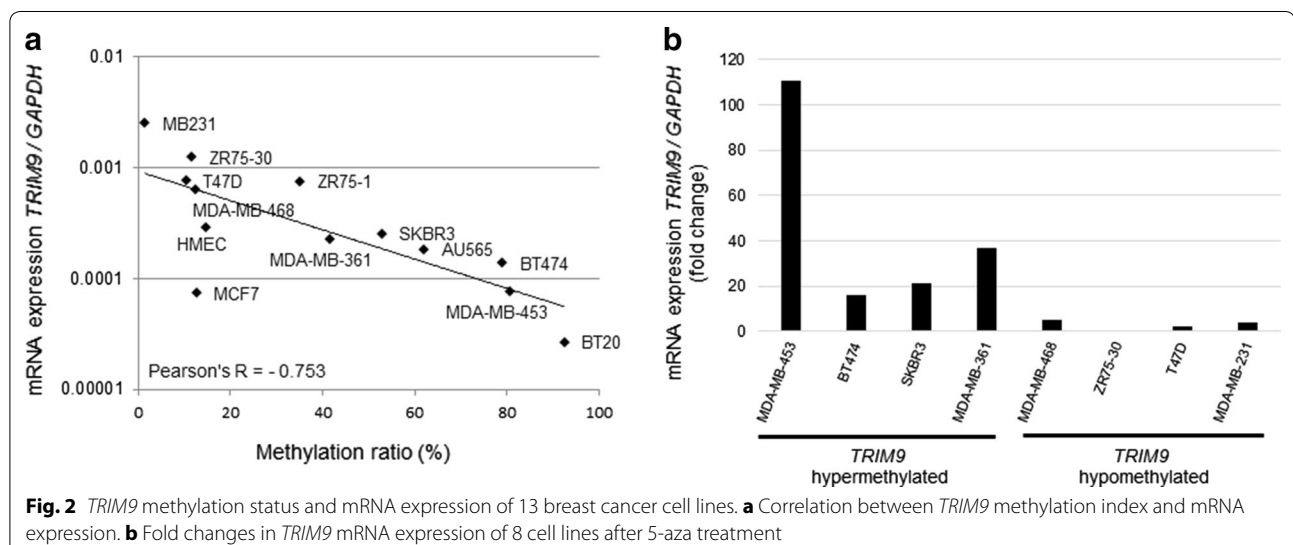 a
0.01
0.001
0.0001
0.00001
mRNA expression TRIM9 / GAPDH
MB231
ZR75-30
T47D
ZR75-1
MDA-MB-468
HMEC
MDA-MB-361
SKBR3
AU565
BT474
MCF7
MDA-MB-453
BT20
Pearson's R = - 0.753
0 20 40 60 80 100
Methylation ratio (%)
b
120
100
80
60
40
20
0
mRNA expression TRIM9 / GAPDH
(fold change)
MDA-MB-453
BT474
SKBR3
MDA-MB-361
MDA-MB-468
ZR75-30
T47D
MDA-MB-231
TRIM9
hypermethylated
TRIM9
hypomethylated
Fig. 2 TRIM9 methylation status and mRNA expression of 13 breast cancer cell lines. a Correlation between TRIM9 methylation index and mRNA
expression. b Fold changes in TRIM9 mRNA expression of 8 cell lines after 5-aza treatment